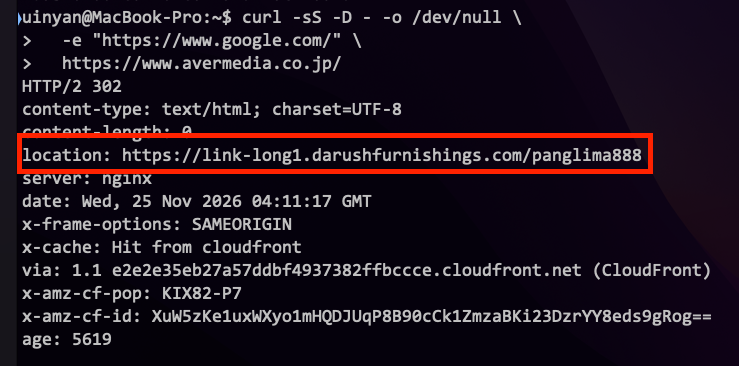 uinyan@MacBook-Pro:~$ curl -sS -D - -o /dev/null \
>   -e "https://www.google.com/" \
>   https://www.avermedia.co.jp/
HTTP/2 302
content-type: text/html; charset=UTF-8
content-length: 0
location: https://link-long1.darushfurnishings.com/panglima888
server: nginx
date: Wed, 25 Nov 2026 04:11:17 GMT
x-frame-options: SAMEORIGIN
x-cache: Hit from cloudfront
via: 1.1 e2e2e35eb27a57ddbf4937382ffbccce.cloudfront.net (CloudFront)
x-amz-cf-pop: KIX82-P7
x-amz-cf-id: XuW5zKe1uxWXyo1mHQDJUqP8B90cCk1ZmzaBKi23DzrYY8eds9gRog==
age: 5619